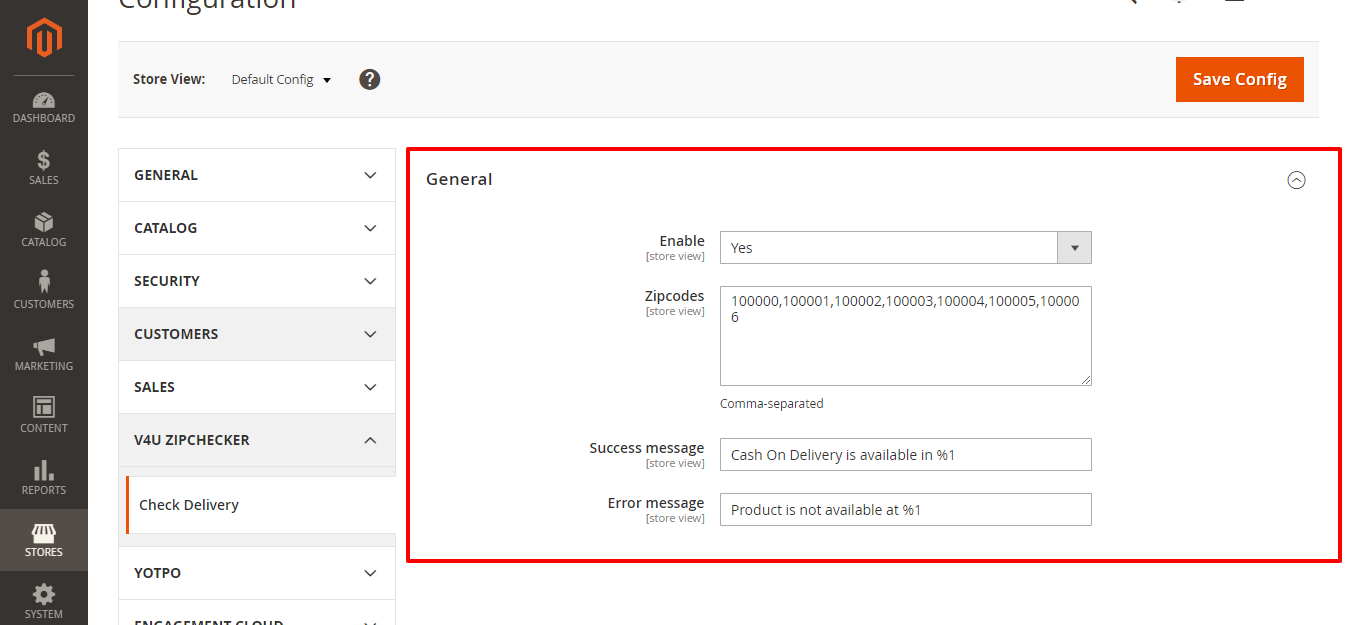 Configuration
Store View: Default Config ?
Save Config
DASHBOARD
$
SALES
CATALOG
CUSTOMERS
MARKETING
CONTENT
REPORTS
STORES
SYSTEM
GENERAL
CATALOG
SECURITY
CUSTOMERS
SALES
V4U ZIPCHECKER
Check Delivery
YOTPO
ENGAGEMENT CLOUD
General
Enable
[store view]
Yes
Zipcodes
[store view]
100000,100001,100002,100003,100004,100005,10000
6
Comma-separated
Success message
[store view]
Cash On Delivery is available in %1
Error message
[store view]
Product is not available at %1